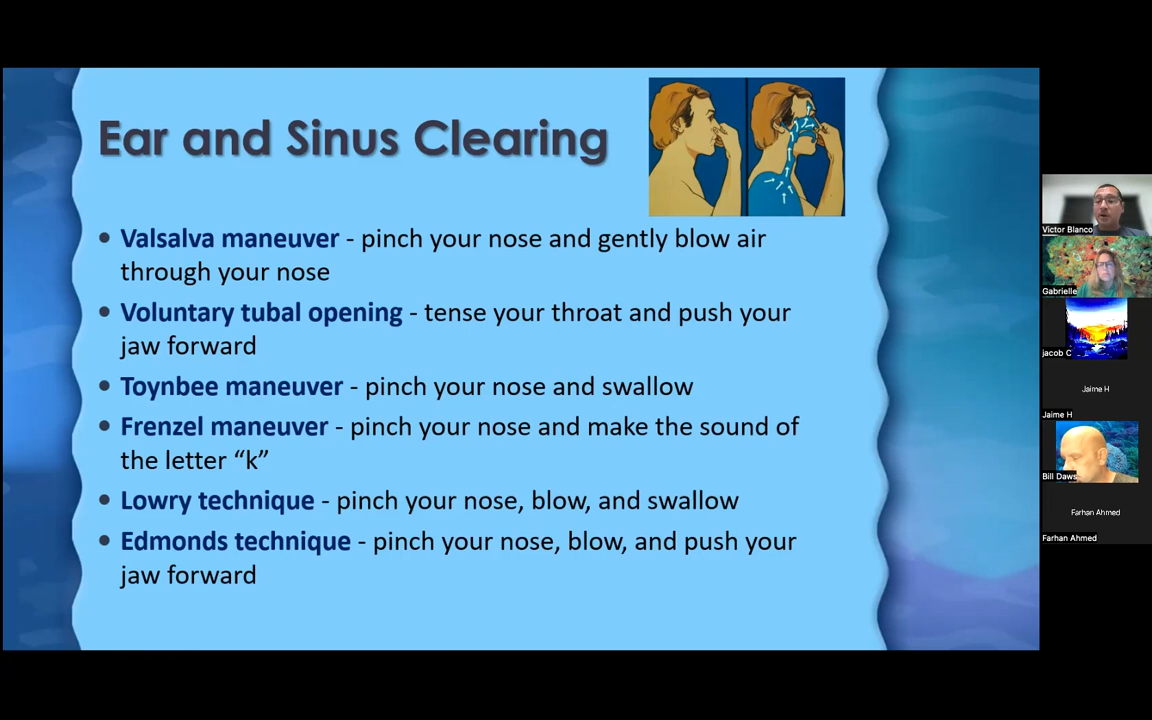 Ear and Sinus Clearing
• Valsalva maneuver - pinch your nose and gently blow air
through your nose
• Voluntary tubal opening - tense your throat and push your
jaw forward
• Toynbee maneuver - pinch your nose and swallow
• Frenzel maneuver - pinch your nose and make the sound of
the letter “k”
• Lowry technique - pinch your nose, blow, and swallow
• Edmonds technique - pinch your nose, blow, and push your
jaw forward
Victor Blanco
Gabrielle
jacob C
Jaime H
Jaime H
Bill Daws
Farhan Ahmed
Farhan Ahmed